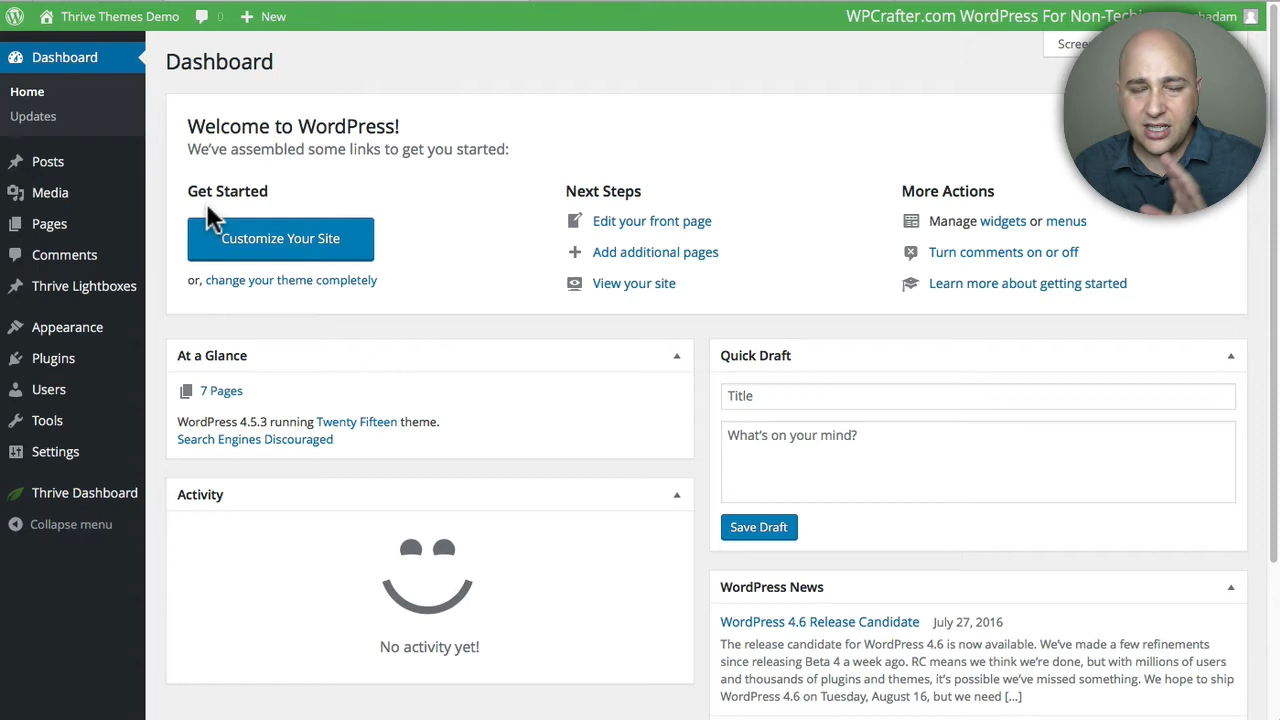 Thrive Themes Demo 0 New
WPCrafter.com WordPress For Non-Techi
hadam
Scree
Dashboard
Home
Updates
Posts
Media
Pages
Comments
Thrive Lightboxes
Appearance
Plugins
Users
Tools
Settings
Thrive Dashboard
Collapse menu
Dashboard
Welcome to WordPress!
We've assembled some links to get you started:
Get Started
Customize Your Site
or, change your theme completely
Next Steps
Edit your front page
Add additional pages
View your site
More Actions
Manage widgets or menus
Turn comments on or off
Learn more about getting started
At a Glance
7 Pages
WordPress 4.5.3 running Twenty Fifteen theme.
Search Engines Discouraged
Activity
No activity yet!
Quick Draft
Title
What's on your mind?
Save Draft
WordPress News
WordPress 4.6 Release Candidate July 27, 2016
The release candidate for WordPress 4.6 is now available. We've made a few refinements
since releasing Beta 4 a week ago. RC means we think we're done, but with millions of users
and thousands of plugins and themes, it's possible we've missed something. We hope to ship
WordPress 4.6 on Tuesday, August 16, but we need [...]